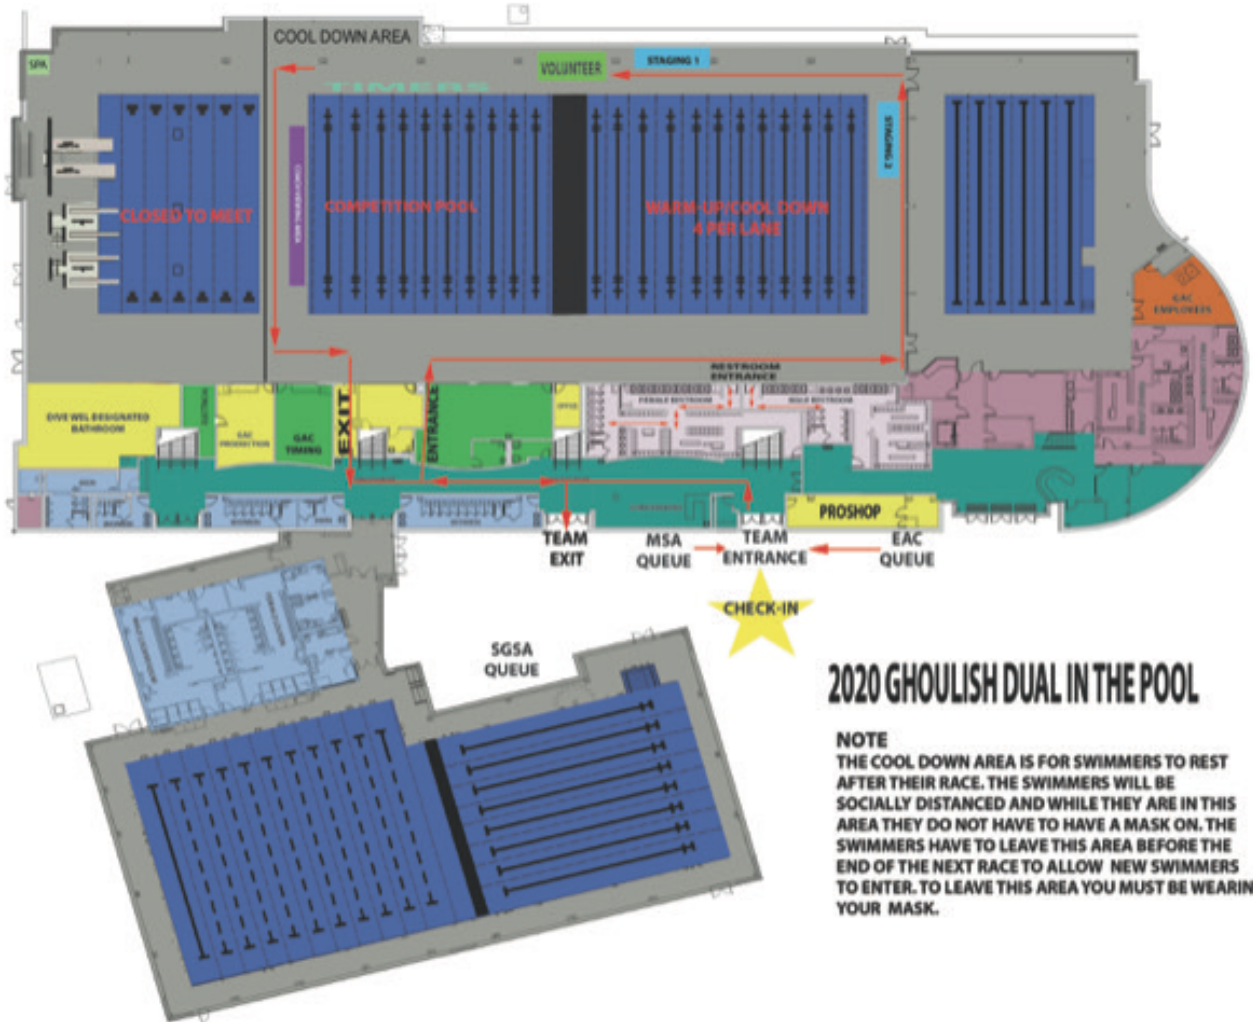 COOL DOWN AREA
SPA
VOLUNTEER
STAGING 1
TIMERS
STAGING 2
CLOSED TO MEET
COMPETITION POOL
WARM-UP/COOL DOWN
4 PER LANE
GAC
EMPLOYEES
RESTROOM
ENTRANCE
FEMALE RESTROOM
MALE RESTROOM
DIVE WEL DESIGNATED
BATHROOM
GAC
PRODUCTION
GAC
TIMING
EXIT
ENTRANCE
OFFICE
PROSHOP
TEAM
EXIT
MSA
QUEUE
TEAM
ENTRANCE
EAC
QUEUE
CHECK-IN
SGSA
QUEUE
2020 GHOULISH DUAL IN THE POOL
NOTE
THE COOL DOWN AREA IS FOR SWIMMERS TO REST
AFTER THEIR RACE. THE SWIMMERS WILL BE
SOCIALLY DISTANCED AND WHILE THEY ARE IN THIS
AREA THEY DO NOT HAVE TO HAVE A MASK ON. THE
SWIMMERS HAVE TO LEAVE THIS AREA BEFORE THE
END OF THE NEXT RACE TO ALLOW NEW SWIMMERS
TO ENTER. TO LEAVE THIS AREA YOU MUST BE WEARIN
YOUR MASK.